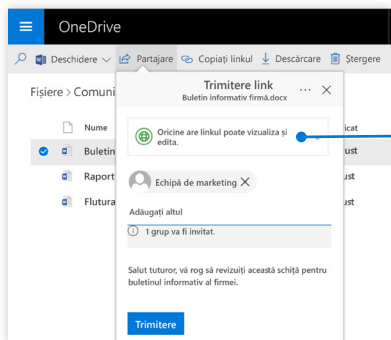 OneDrive
Deschidere Partajare Copiați linkul Descărcare Ștergere
Fișiere > Comuni
Trimitere link
Buletin informativ firmă.docx
Nume
icat
Oricine are linkul poate vizualiza și
edita.
Buletin
ust
Raport
ust
Flutura
ust
Echipă de marketing
Adăugați altul
1 grup va fi invitat.
Salut tuturor, vă rog să revizuiți această schiță pentru
buletinul informativ al firmei.
Trimitere